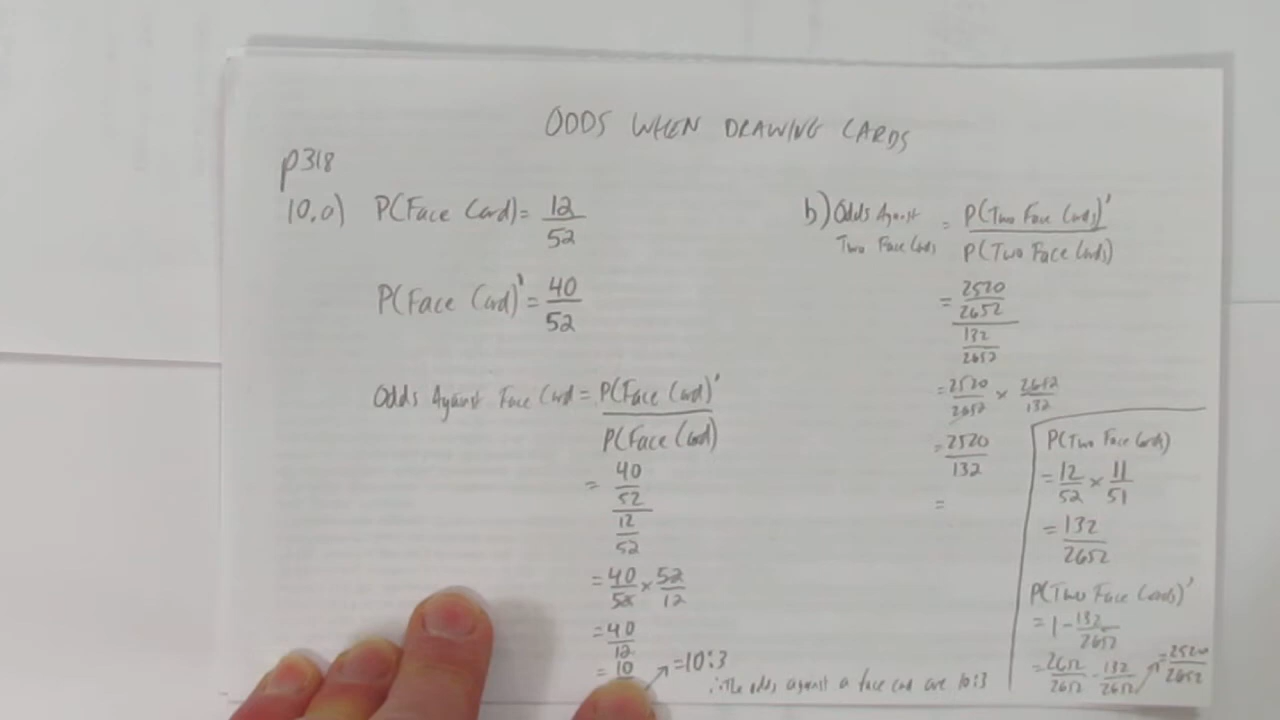 ODDS WHEN DRAWING CARDS
p318
10.a) P(Face Card) = 12/52
P(Face Card)' = 40/52
Odds Against Face Card = P(Face Card)' / P(Face Card)
= 40/52 / 12/52
= 40/52 × 52/12
= 40/12
= 10 → = 10:3
∴ The odds against a face card are 10:3
b) Odds Against Two Face Cards = P(Two Face Cards)' / P(Two Face Cards)
= 2520/2652 / 132/2652
= 2520/2652 × 2652/132
= 2520/132
=
P(Two Face Cards)
= 12/52 × 11/51
= 132/2652
P(Two Face Cards)'
= 1 - 132/2652
= 2652/2652 - 132/2652 → = 2520/2652